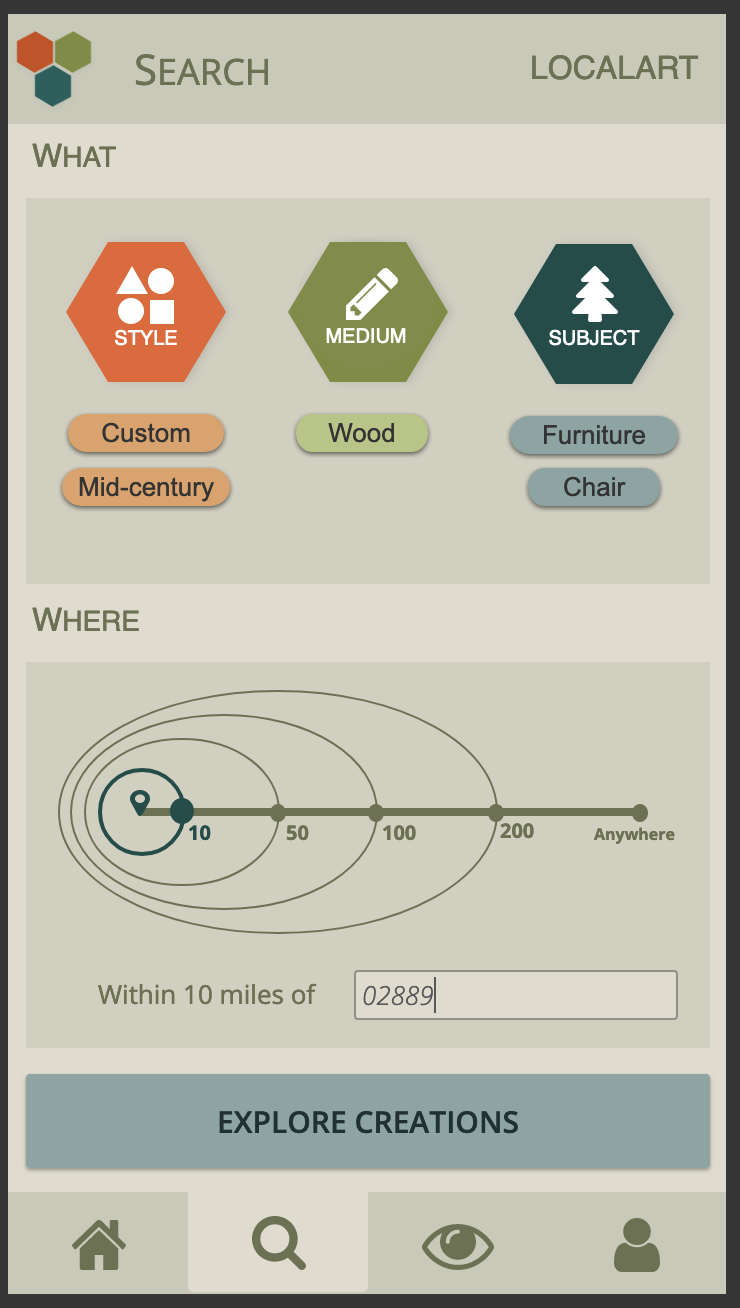 SEARCH
LOCALART
WHAT
STYLE
MEDIUM
SUBJECT
Custom
Wood
Furniture
Mid-century
Chair
WHERE
10
50
100
200
Anywhere
Within 10 miles of
02889
EXPLORE CREATIONS